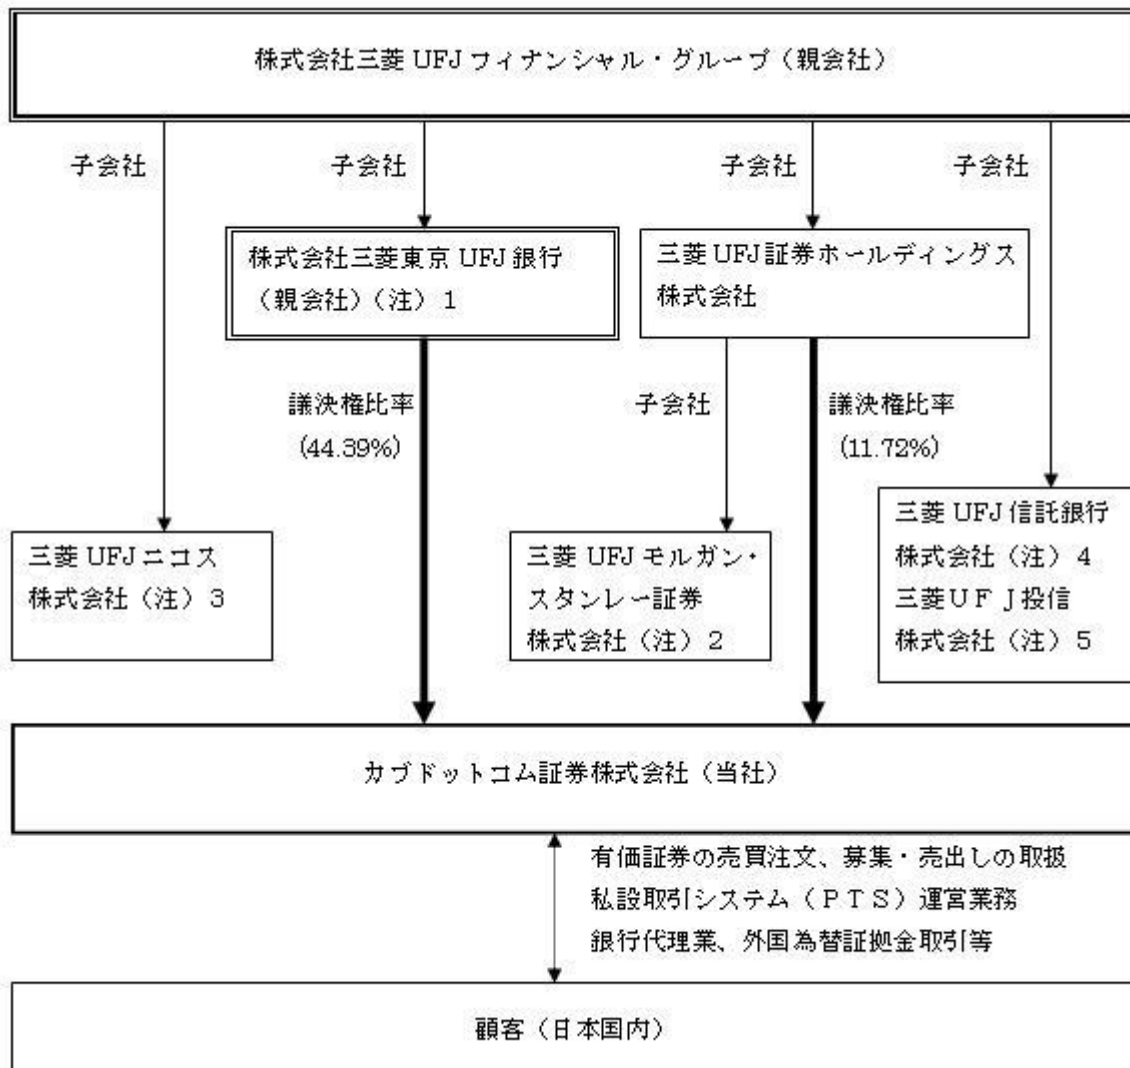 株式会社三菱UFJフィナンシャル・グループ（親会社）
子会社
子会社
子会社
子会社
株式会社三菱東京UFJ銀行
（親会社）（注）1
三菱UFJ証券ホールディングス
株式会社
議決権比率
(44.39%)
子会社
議決権比率
(11.72%)
三菱UFJニコス
株式会社（注）3
三菱UFJモルガン・
スタンレー証券
株式会社（注）2
三菱UFJ信託銀行
株式会社（注）4
三菱ＵＦＪ投信
株式会社（注）5
カブドットコム証券株式会社（当社）
有価証券の売買注文、募集・売出しの取扱
私設取引システム（ＰＴＳ）運営業務
銀行代理業、外国為替証拠金取引等
顧客（日本国内）